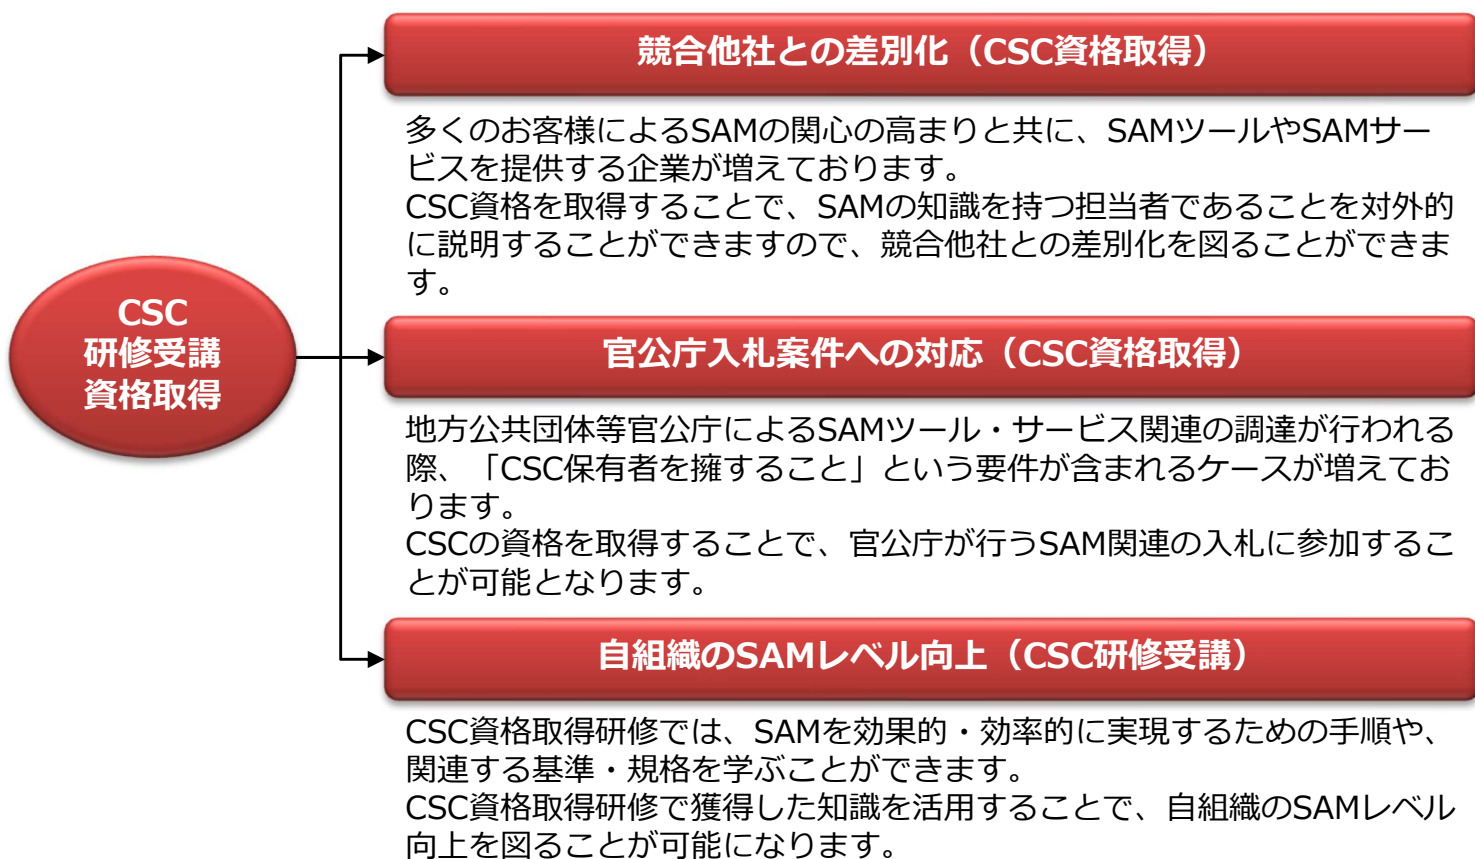 CSC
研修受講
資格取得
競合他社との差別化（CSC資格取得）
多くのお客様によるSAMの関心の高まりと共に、SAMツールやSAMサー
ビスを提供する企業が増えております。
CSC資格を取得することで、SAMの知識を持つ担当者であることを対外的
に説明することができますので、競合他社との差別化を図ることができま
す。
官公庁入札案件への対応（CSC資格取得）
地方公共団体等官公庁によるSAMツール・サービス関連の調達が行われる
際、「CSC保有者を擁すること」という要件が含まれるケースが増えてお
ります。
CSCの資格を取得することで、官公庁が行うSAM関連の入札に参加するこ
とが可能となります。
自組織のSAMレベル向上（CSC研修受講）
CSC資格取得研修では、SAMを効果的・効率的に実現するための手順や、
関連する基準・規格を学ぶことができます。
CSC資格取得研修で獲得した知識を活用することで、自組織のSAMレベル
向上を図ることが可能になります。